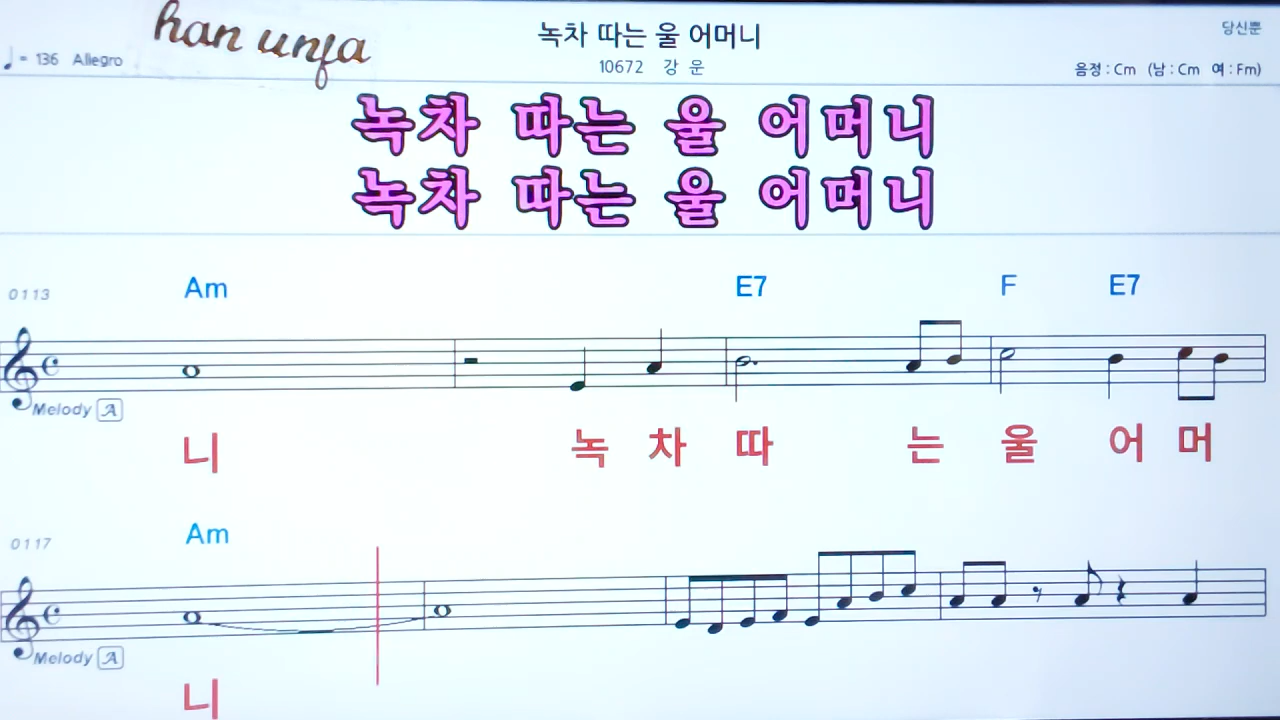 han unfa
녹차 따는 울 어머니
당신뿐
♩= 136 Allegro
10672 강 운
음정 : Cm (남 : Cm 여 : Fm)
녹차 따는 울 어머니
녹차 따는 울 어머니
Am E7 F E7
0113
Melody A
니 녹 차 따 는 울 어 머
Am
0117
Melody A
니